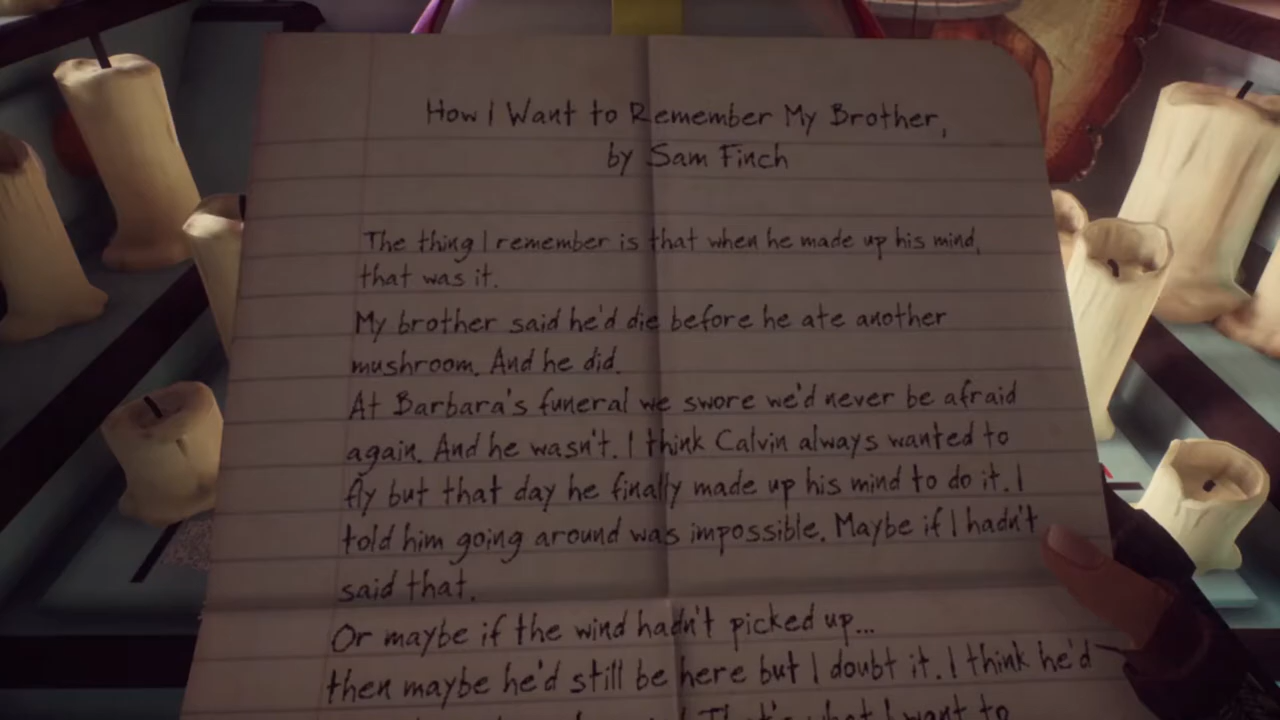 How I Want to Remember My Brother,
by Sam Finch
The thing I remember is that when he made up his mind,
that was it.
My brother said he'd die before he ate another
mushroom. And he did.
At Barbara's funeral we swore we'd never be afraid
again. And he wasn't. I think Calvin always wanted to
fly but that day he finally made up his mind to do it. I
told him going around was impossible. Maybe if I hadn't
said that.
Or maybe if the wind hadn't picked up...
then maybe he'd still be here but I doubt it. I think he'd
That's what I want to